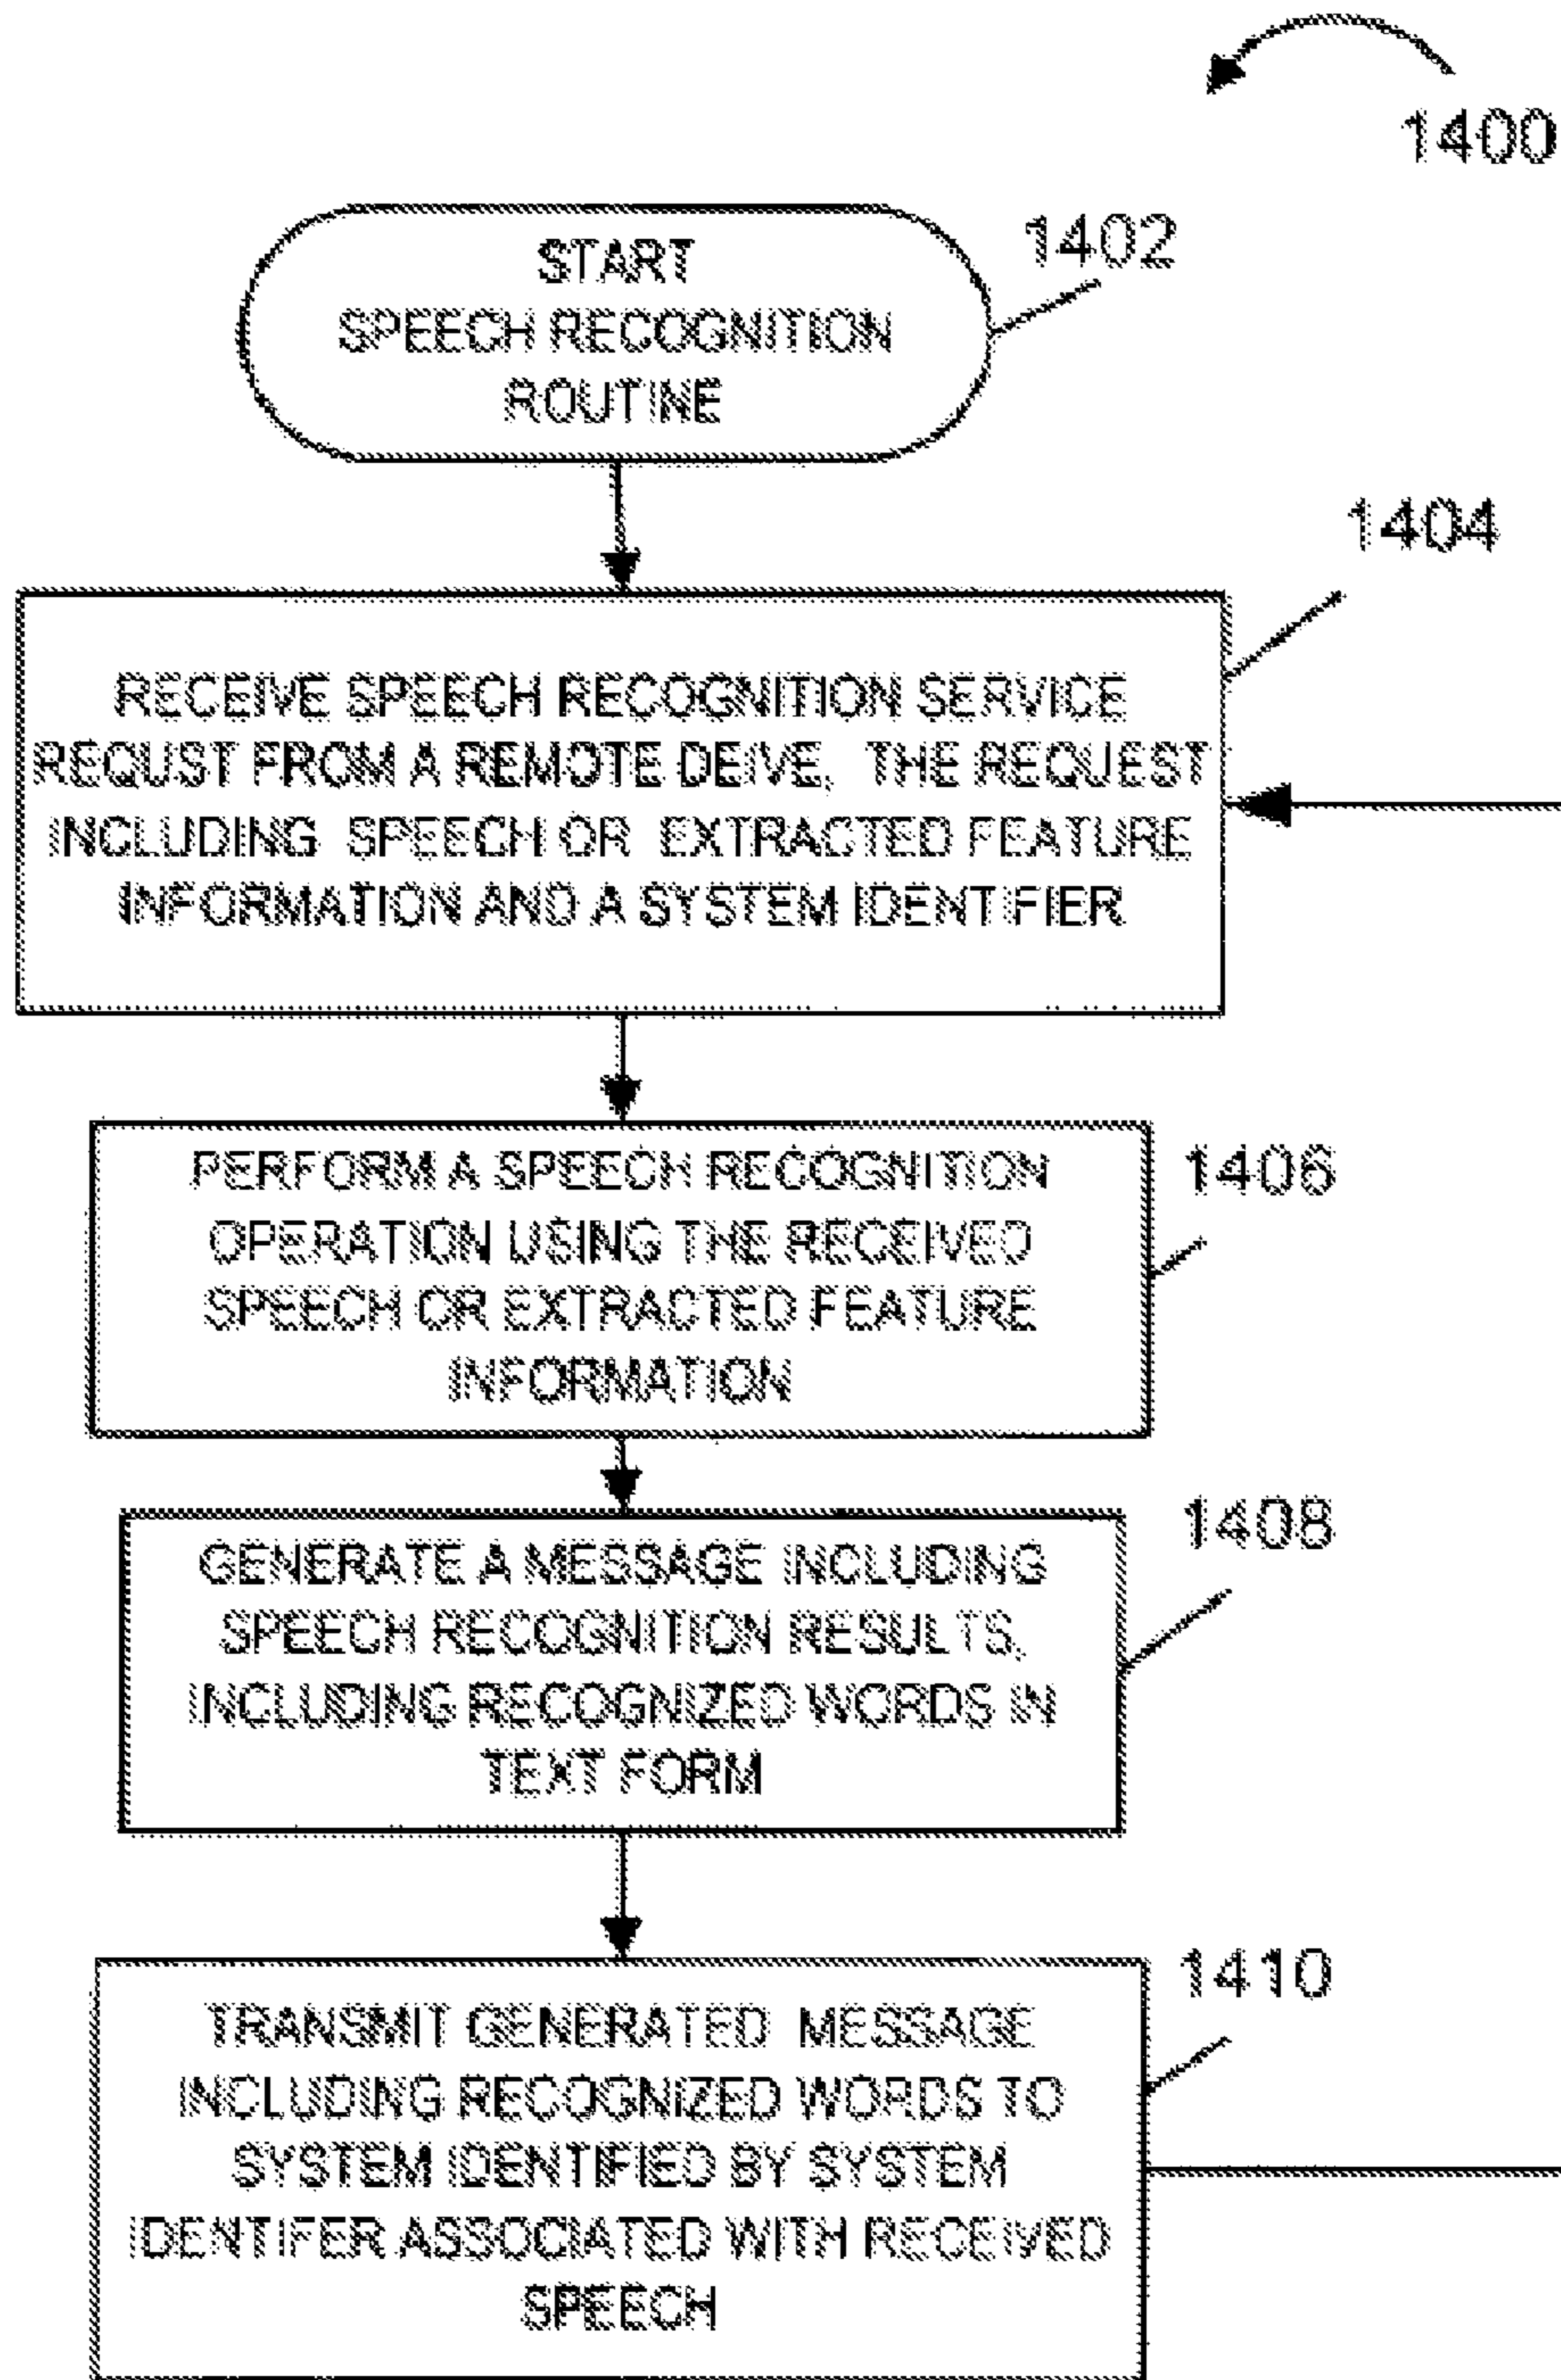 1400
START
SPEECH RECOGNITION
ROUTINE
1402
1404
RECEIVE SPEECH RECOGNITION SERVICE
REQUST FROM A REMOTE DEIVE, THE REQUEST
INCLUDING SPEECH OR EXTRACTED FEATURE
INFORMATION AND A SYSTEM IDENTIFIER
PERFORM A SPEECH RECOGNITION
OPERATION USING THE RECEIVED
SPEECH OR EXTRACTED FEATURE
INFORMATION
1406
GENERATE A MESSAGE INCLUDING
SPEECH RECOGNITION RESULTS,
INCLUDING RECOGNIZED WORDS IN
TEXT FORM
1408
TRANSMIT GENERATED MESSAGE
INCLUDING RECOGNIZED WORDS TO
SYSTEM IDENTIFIED BY SYSTEM
IDENTIFER ASSOCIATED WITH RECEIVED
SPEECH
1410